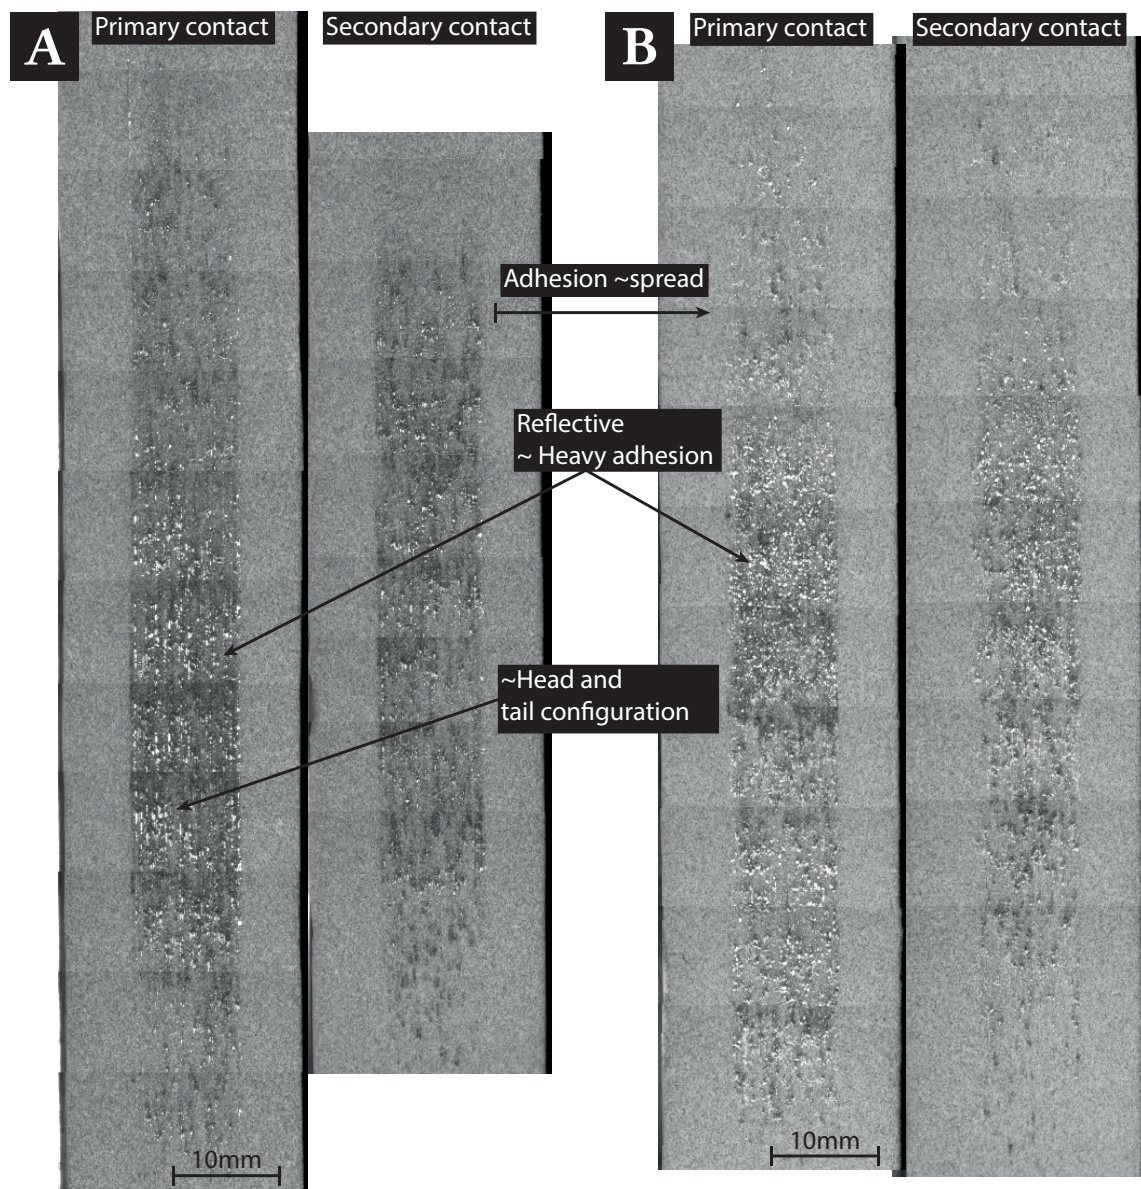 A
Primary contact
Secondary contact
B
Primary contact
Secondary contact
Adhesion ~spread
Reflective
~ Heavy adhesion
~Head and
tail configuration
10mm
10mm